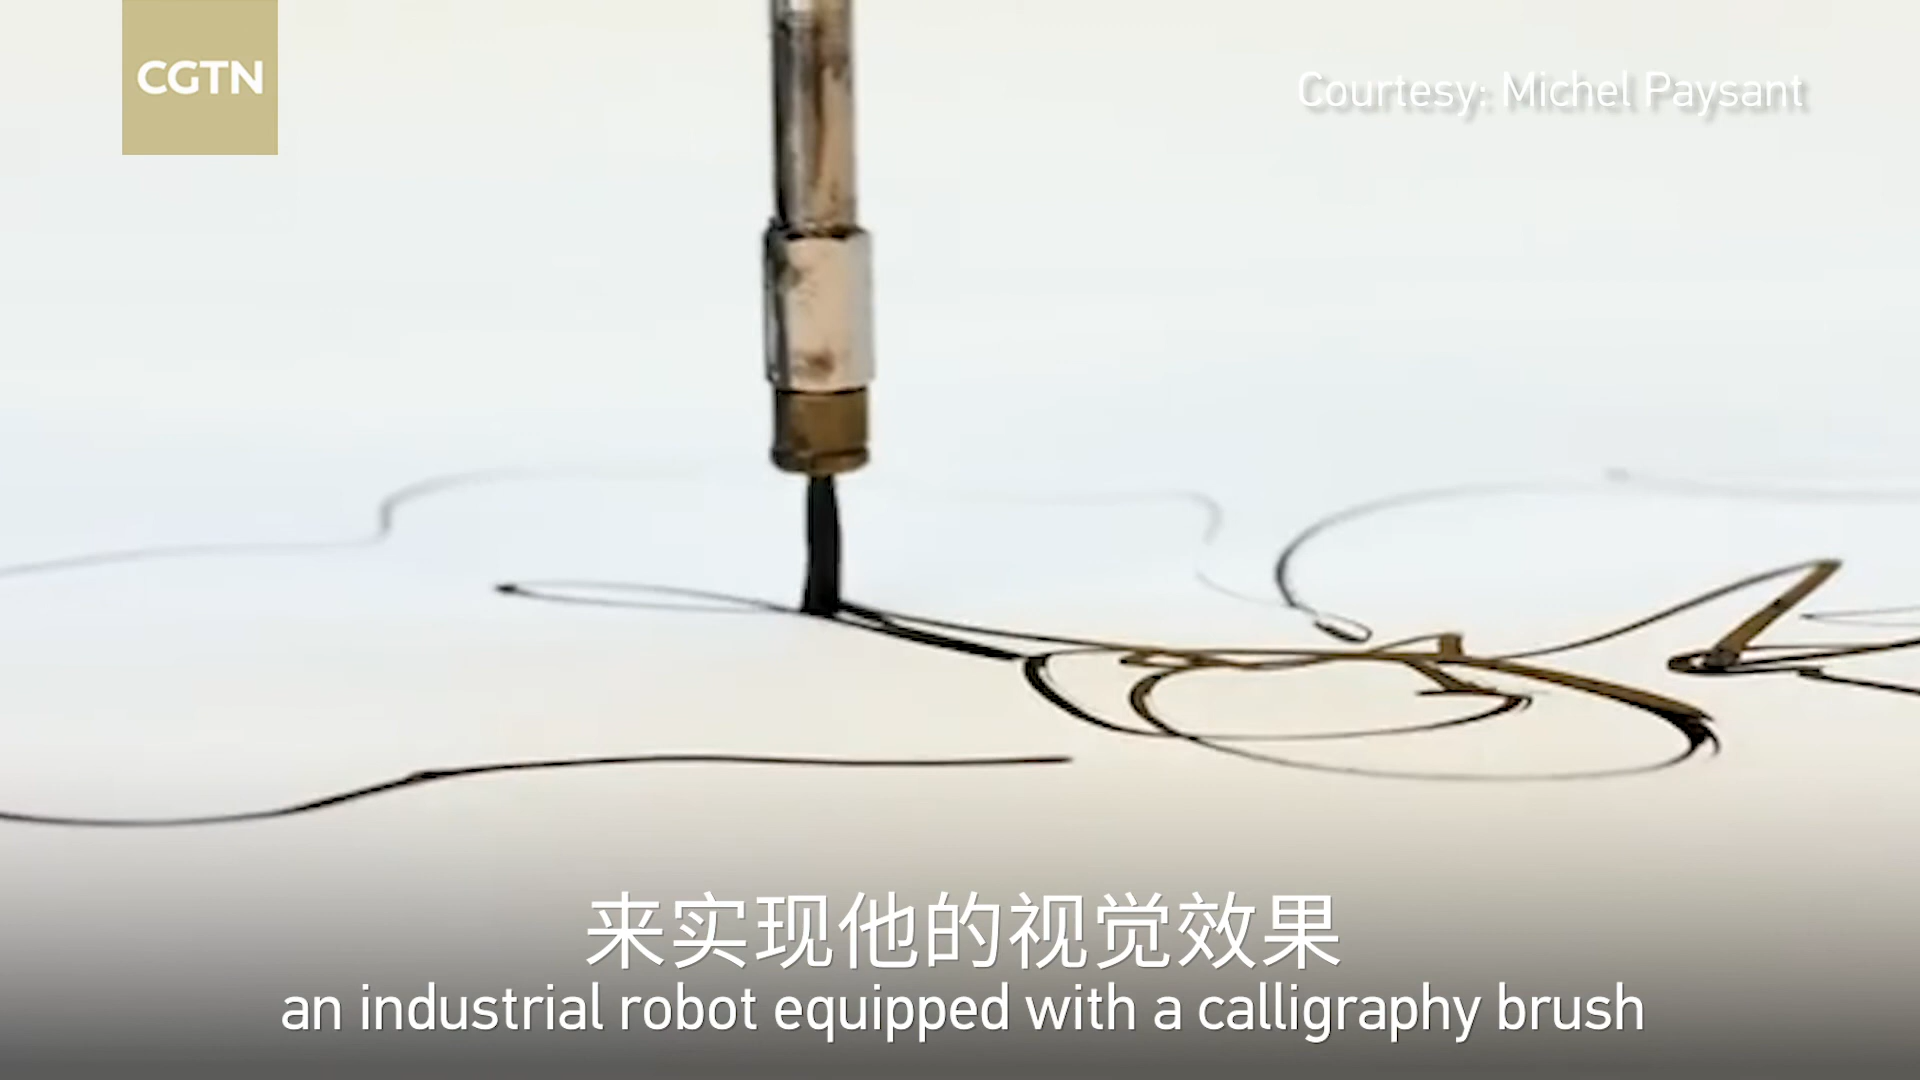 CGTN
Courtesy: Michel Paysant
来实现他的视觉效果
an industrial robot equipped with a calligraphy brush